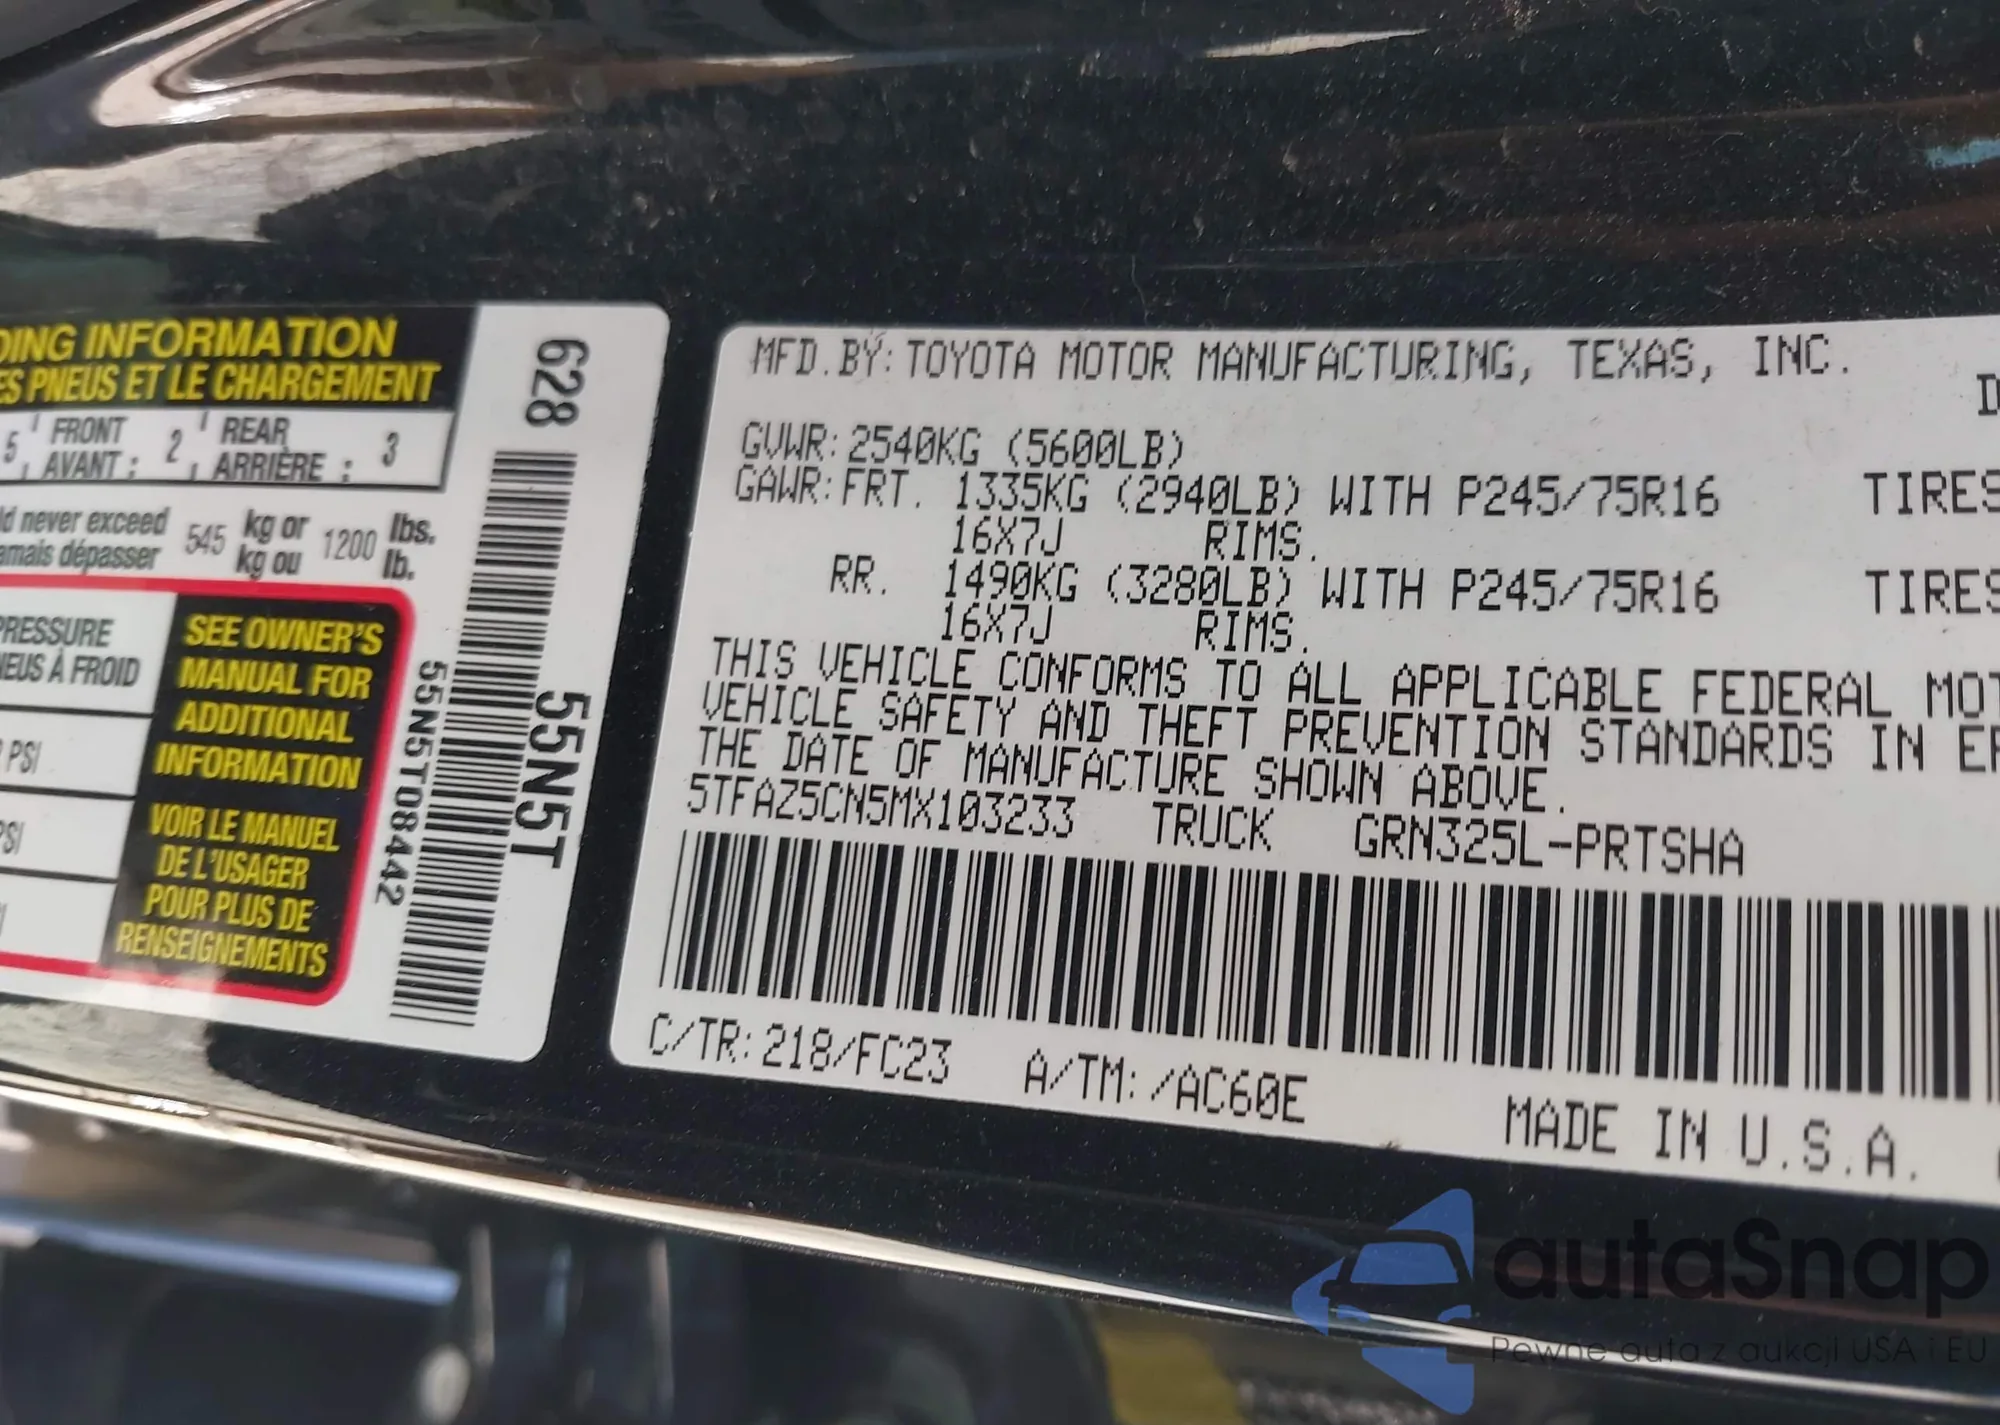 DING INFORMATION
ES PNEUS ET LE CHARGEMENT
5, FRONT 2, REAR 3
AVANT : ARRIÈRE :
ld never exceed 545 kg or 1200 lbs.
amais dépasser kg ou lb.
PRESSURE
NEUS À FROID
PSI
PSI
SEE OWNER'S
MANUAL FOR
ADDITIONAL
INFORMATION
VOIR LE MANUEL
DE L'USAGER
POUR PLUS DE
RENSEIGNEMENTS
628
55N5T
55N5T08442
MFD.BY: TOYOTA MOTOR MANUFACTURING, TEXAS, INC.
GVWR: 2540KG (5600LB)
GAWR: FRT. 1335KG (2940LB) WITH P245/75R16 TIRES
16X7J RIMS.
RR. 1490KG (3280LB) WITH P245/75R16 TIRES
16X7J RIMS.
THIS VEHICLE CONFORMS TO ALL APPLICABLE FEDERAL MOT
VEHICLE SAFETY AND THEFT PREVENTION STANDARDS IN EF
THE DATE OF MANUFACTURE SHOWN ABOVE.
5TFAZ5CN5MX103233 TRUCK GRN325L-PRTSHA
C/TR: 218/FC23 A/TM: /AC60E
MADE IN U.S.A.
autaSnap
Pewne auta z aukcji USA i EU